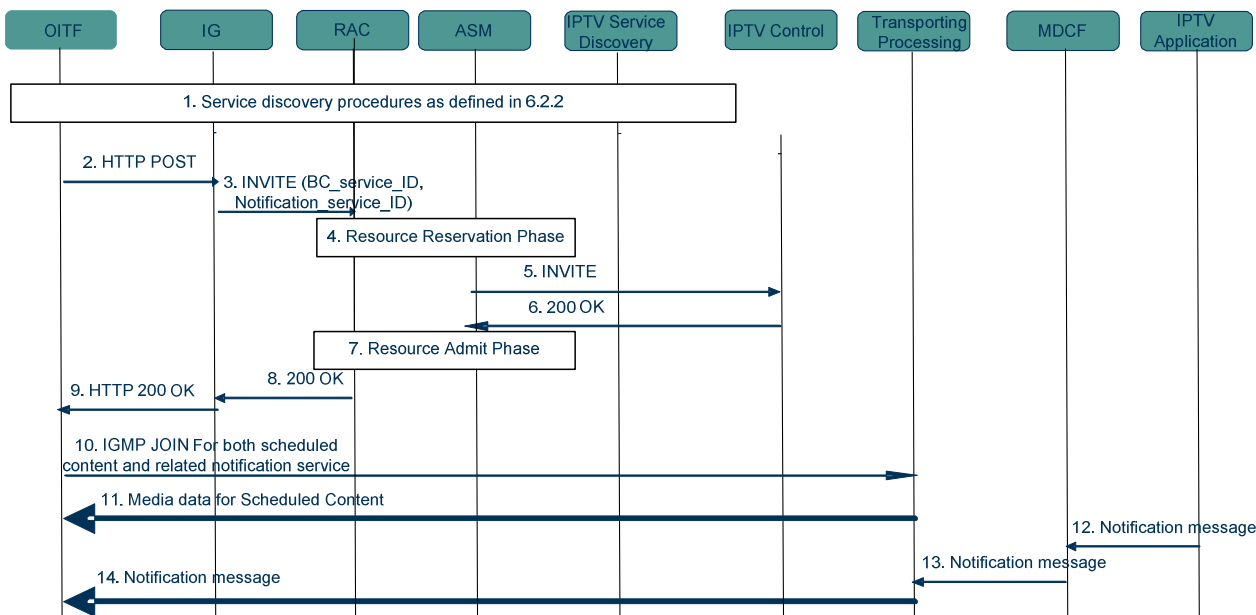 OITF
IG
RAC
ASM
IPTV Service
Discovery
IPTV Control
Transporting
Processing
MDCF
IPTV
Application
1. Service discovery procedures as defined in 6.2.2
2. HTTP POST
3. INVITE (BC_service_ID,
Notification_service_ID)
4. Resource Reservation Phase
5. INVITE
6. 200 OK
7. Resource Admit Phase
8. 200 OK
9. HTTP 200 OK
10. IGMP JOIN For both scheduled
content and related notification service
11. Media data for Scheduled Content
12. Notification message
13. Notification message
14. Notification message